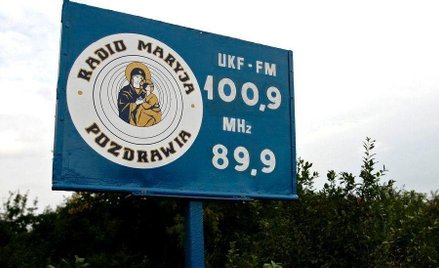 RADIO MARYJA
POZDRAWIA
UKF-FM
100,9
MHz
89,9